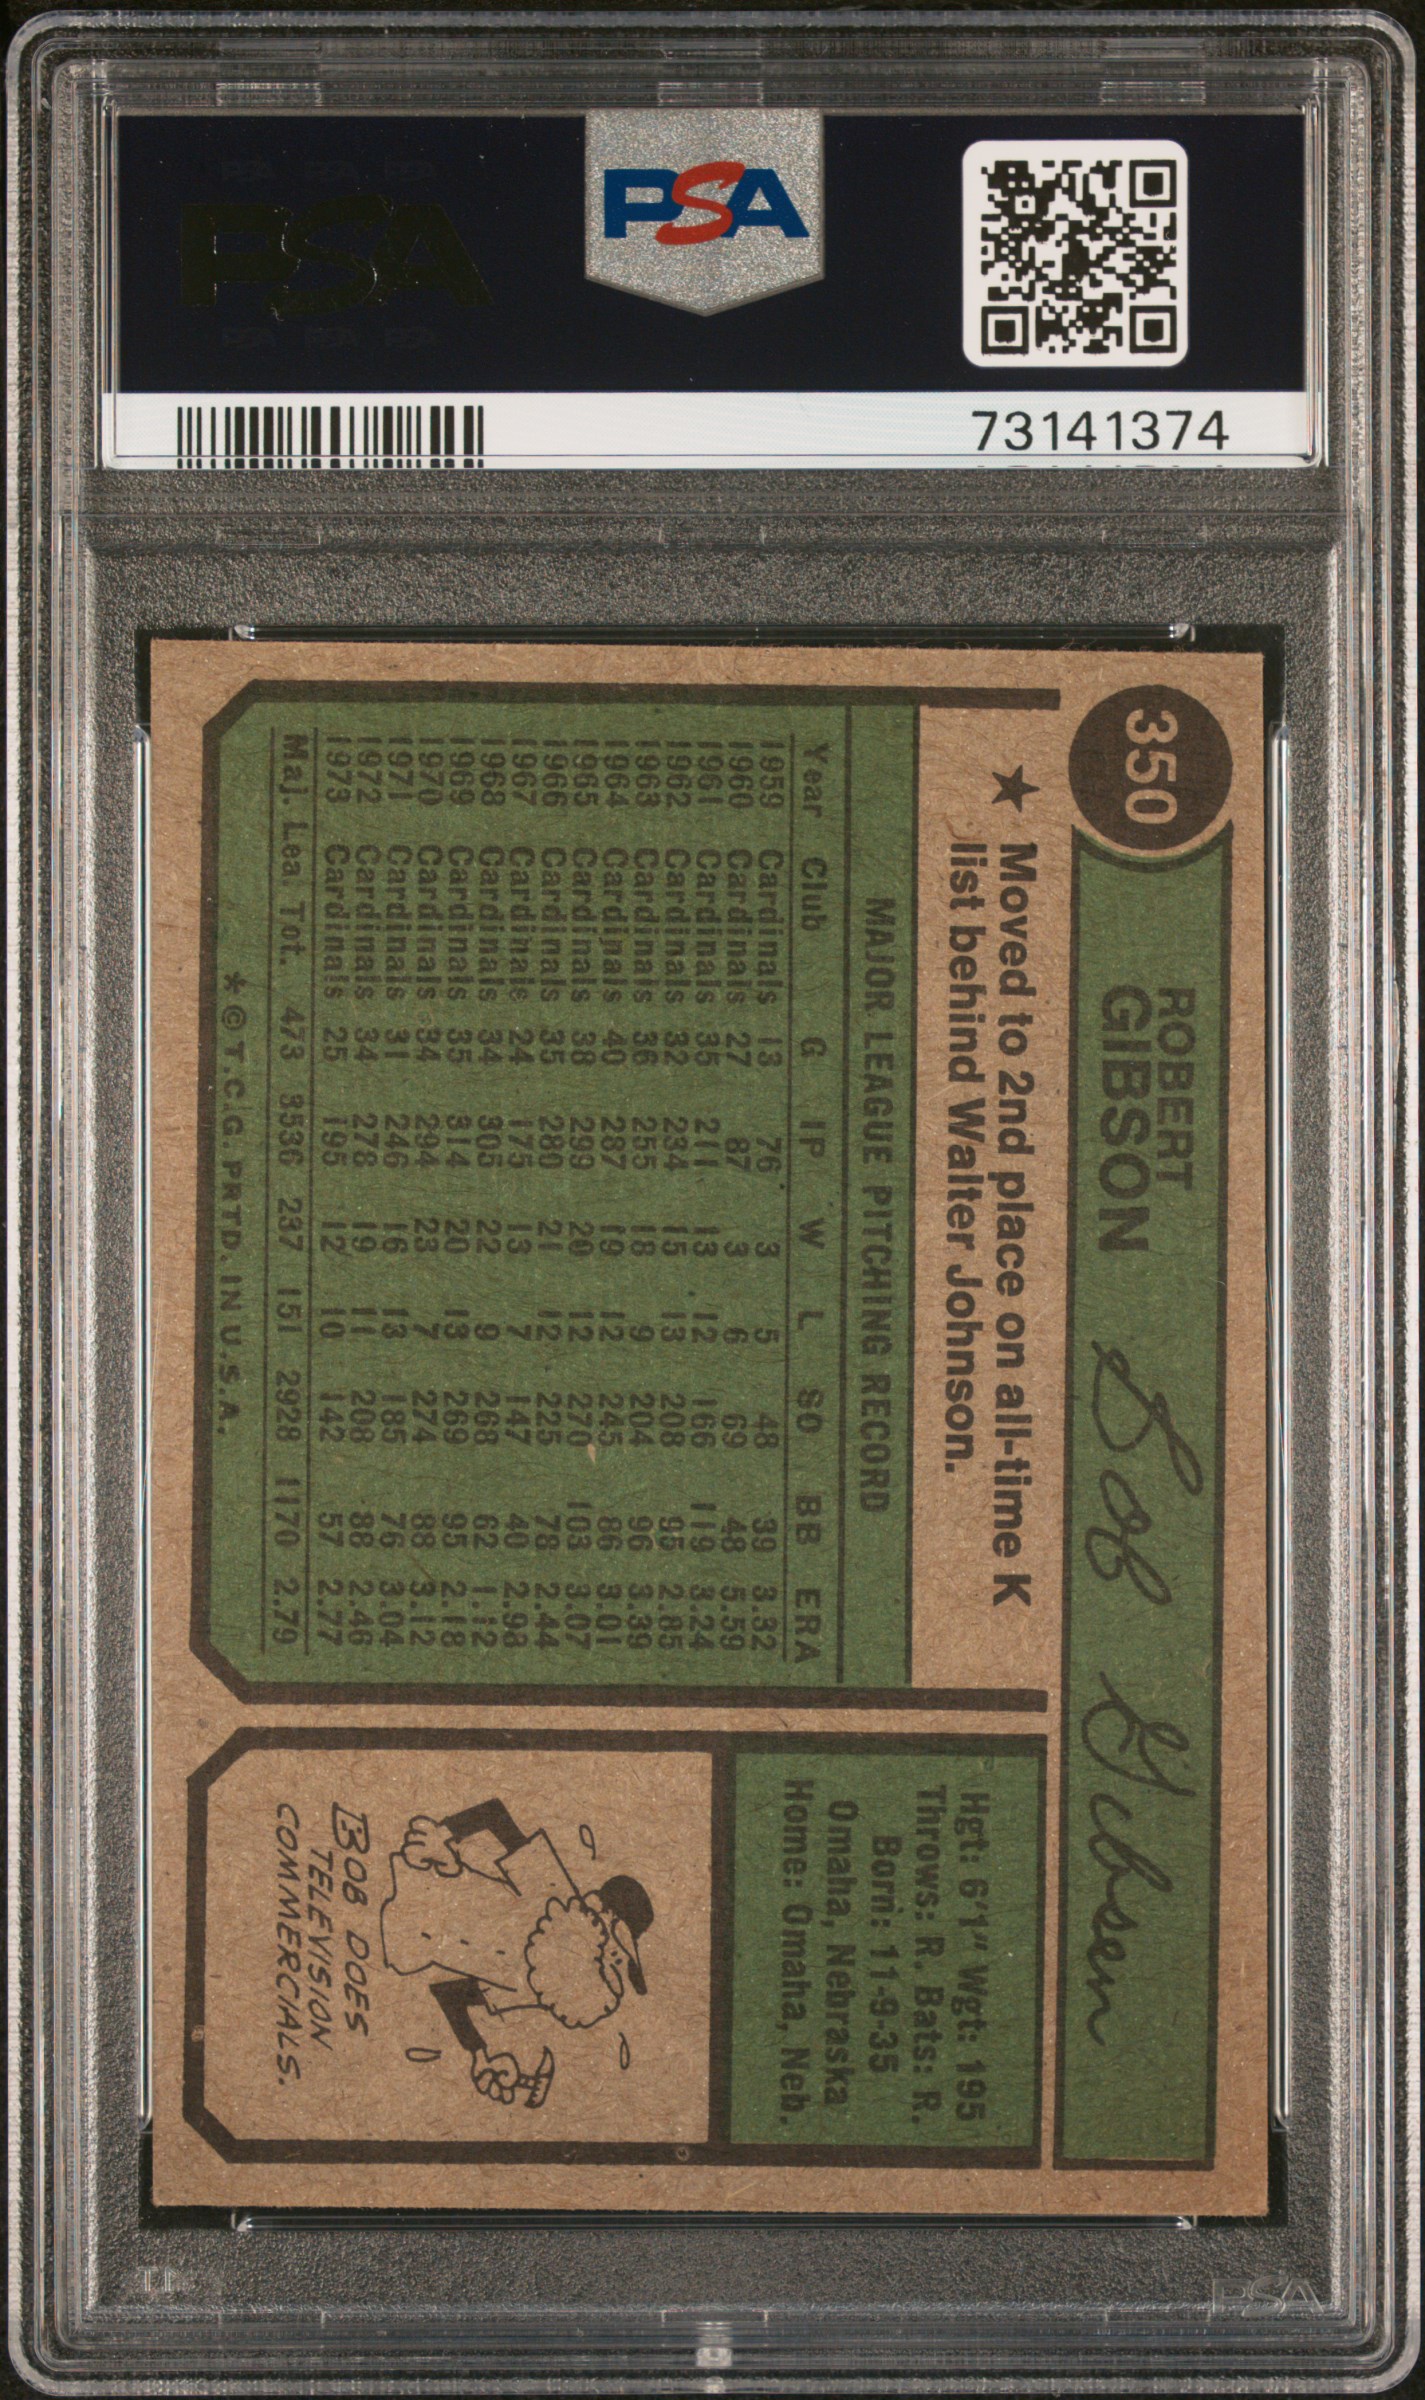 PSA PSA PSA
PSA
PSA PSA PSA
PSA
73141374
350
ROBERT
GIBSON
Bob Gibson
★ Moved to 2nd place on all-time K
list behind Walter Johnson.
MAJOR LEAGUE PITCHING RECORD
Year Club G IP W L SO BB ERA
1959 Cardinals 13 76 3 5 48 39 3.32
1960 Cardinals 27 87 3 6 69 48 5.59
1961 Cardinals 35 211 13 12 166 119 3.24
1962 Cardinals 32 234 15 13 208 95 2.85
1963 Cardinals 36 255 18 9 204 96 3.39
1964 Cardinals 40 287 19 12 245 86 3.01
1965 Cardinals 38 299 20 12 270 103 3.07
1966 Cardinals 35 280 21 12 225 78 2.44
1967 Cardinals 24 175 13 7 147 40 2.98
1968 Cardinals 34 305 22 9 268 62 1.12
1969 Cardinals 35 314 20 13 269 95 2.18
1970 Cardinals 34 294 23 7 274 88 3.12
1971 Cardinals 31 246 16 13 185 76 3.04
1972 Cardinals 34 278 19 11 208 88 2.46
1973 Cardinals 25 195 12 10 142 57 2.77
Maj. Lea. Tot. 473 3536 237 151 2928 1170 2.79
*© T.C.G. PRTD. IN U.S.A.
Hgt: 6'1" Wgt: 195
Throws: R. Bats: R.
Born: 11-9-35
Omaha, Nebraska
Home: Omaha, Neb.
BOB DOES
TELEVISION
COMMERCIALS.
PSA